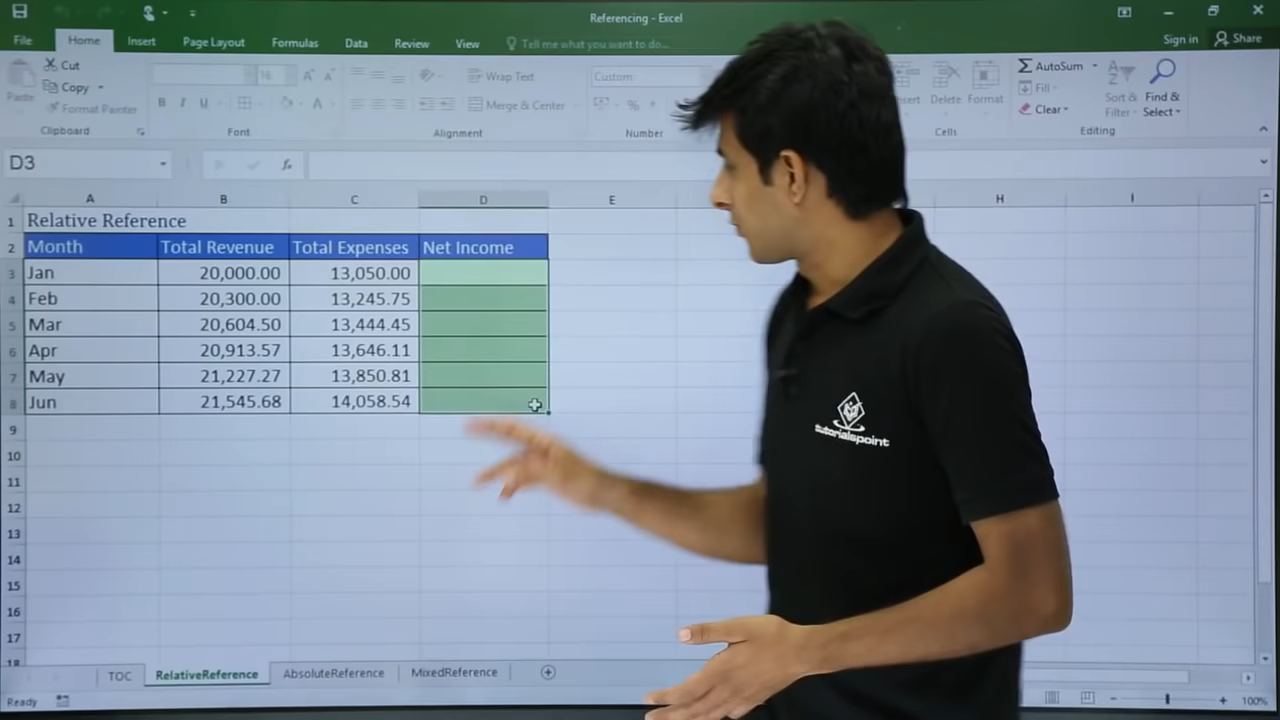 Referencing - Excel
Sign in Share
File Home Insert Page Layout Formulas Data Review View Tell me what you want to do...
Cut
Copy
Format Painter
Paste
Clipboard
16 A A
B I U A
Font
Wrap Text
Merge & Center
Alignment
Custom
%
Number
Delete Format
Cells
AutoSum
Fill
Clear
Sort & Filter
Find & Select
Editing
D3 fx
A B C D E H I
1 Relative Reference
2 Month Total Revenue Total Expenses Net Income
3 Jan 20,000.00 13,050.00
4 Feb 20,300.00 13,245.75
5 Mar 20,604.50 13,444.45
6 Apr 20,913.57 13,646.11
7 May 21,227.27 13,850.81
8 Jun 21,545.68 14,058.54
9
10
11
12
13
14
15
16
17
18
tutorialspoint
TOC RelativeReference AbsoluteReference MixedReference
Ready 100%